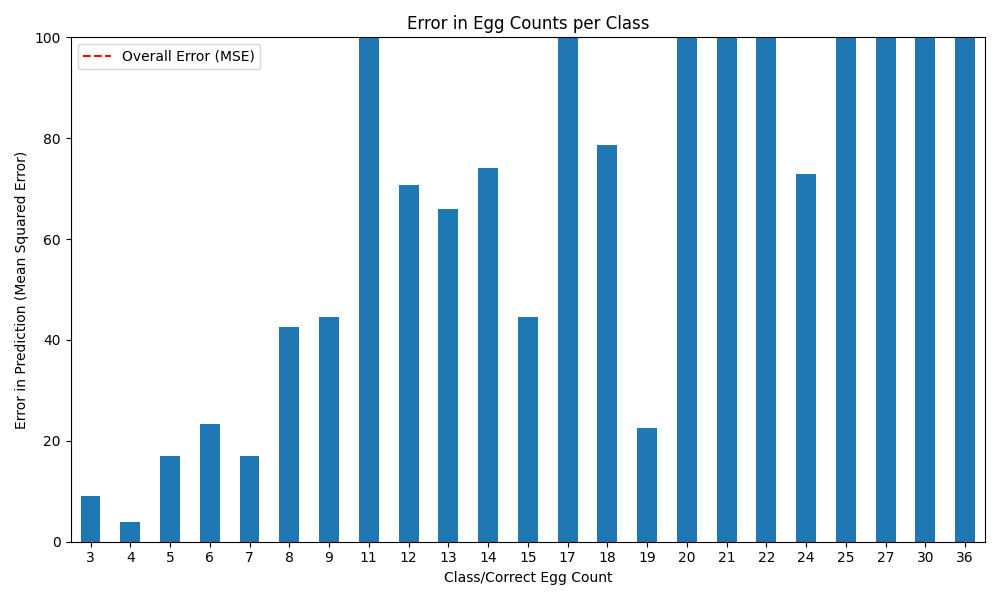 Error in Egg Counts per Class
Overall Error (MSE)
Error in Prediction (Mean Squared Error)
100
80
60
40
20
0
3 4 5 6 7 8 9 11 12 13 14 15 17 18 19 20 21 22 24 25 27 30 36
Class/Correct Egg Count